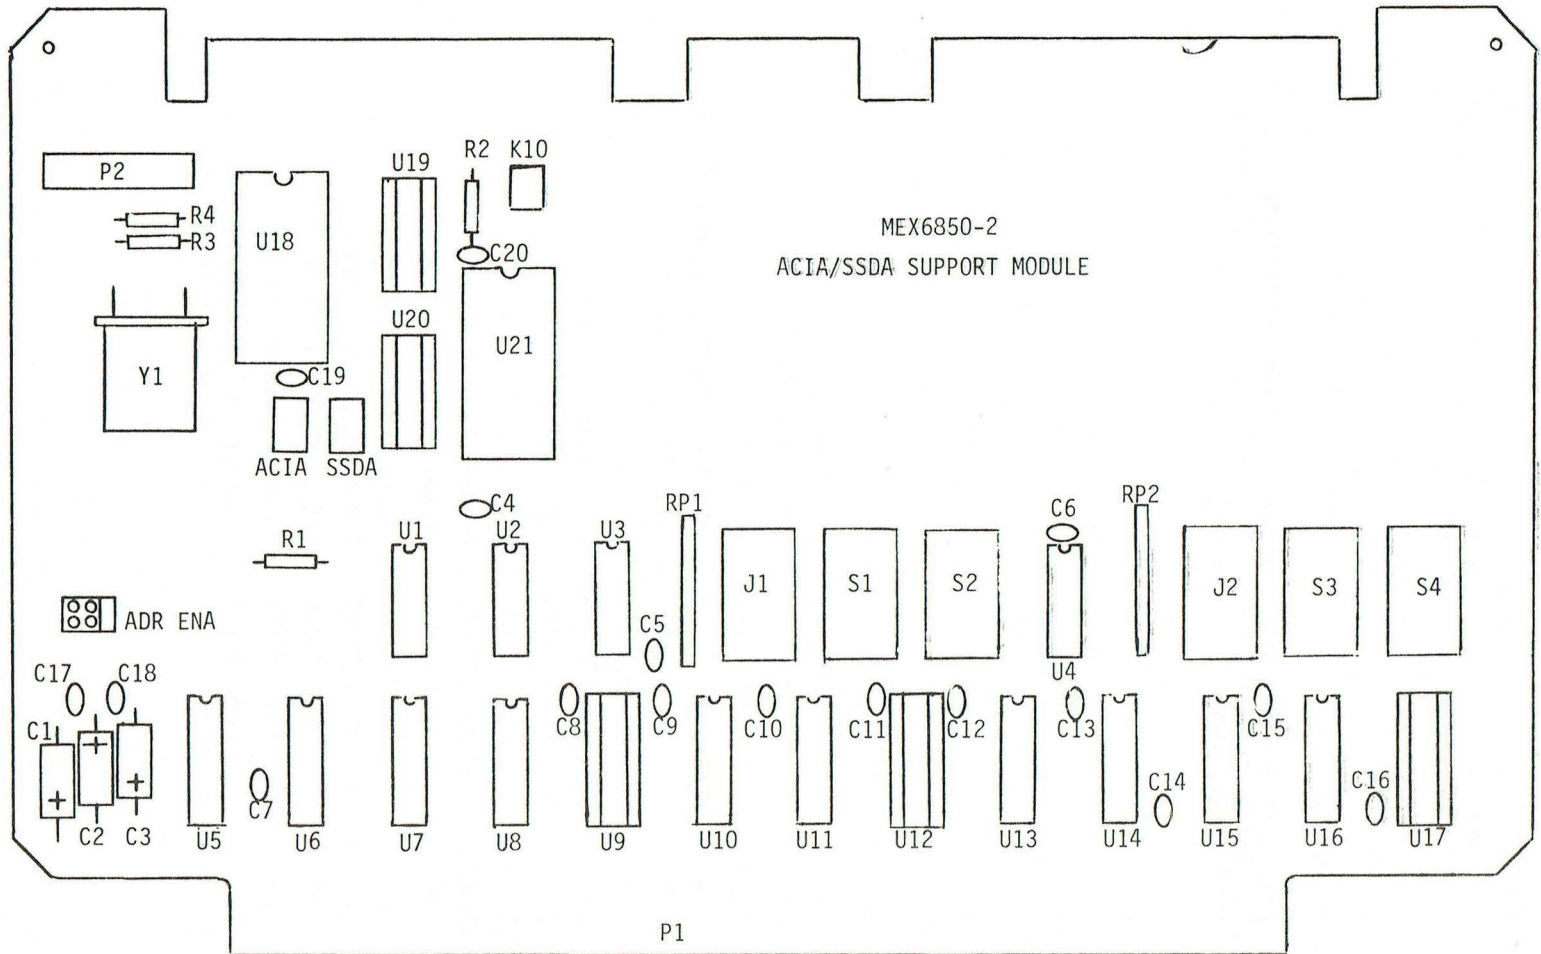 P2
R4
R3
U18
U19
R2
K10
C20
MEX6850-2
ACIA/SSDA SUPPORT MODULE
Y1
C19
U20
U21
ACIA
SSDA
C4
RP1
C6
RP2
R1
U1
U2
U3
J1
S1
S2
J2
S3
S4
ADR ENA
C5
U4
C17
C18
C1
+
+
+
C2
C3
U5
C7
U6
U7
U8
C8
U9
C9
U10
C10
U11
C11
U12
C12
U13
C13
U14
C14
U15
C15
U16
C16
U17
P1